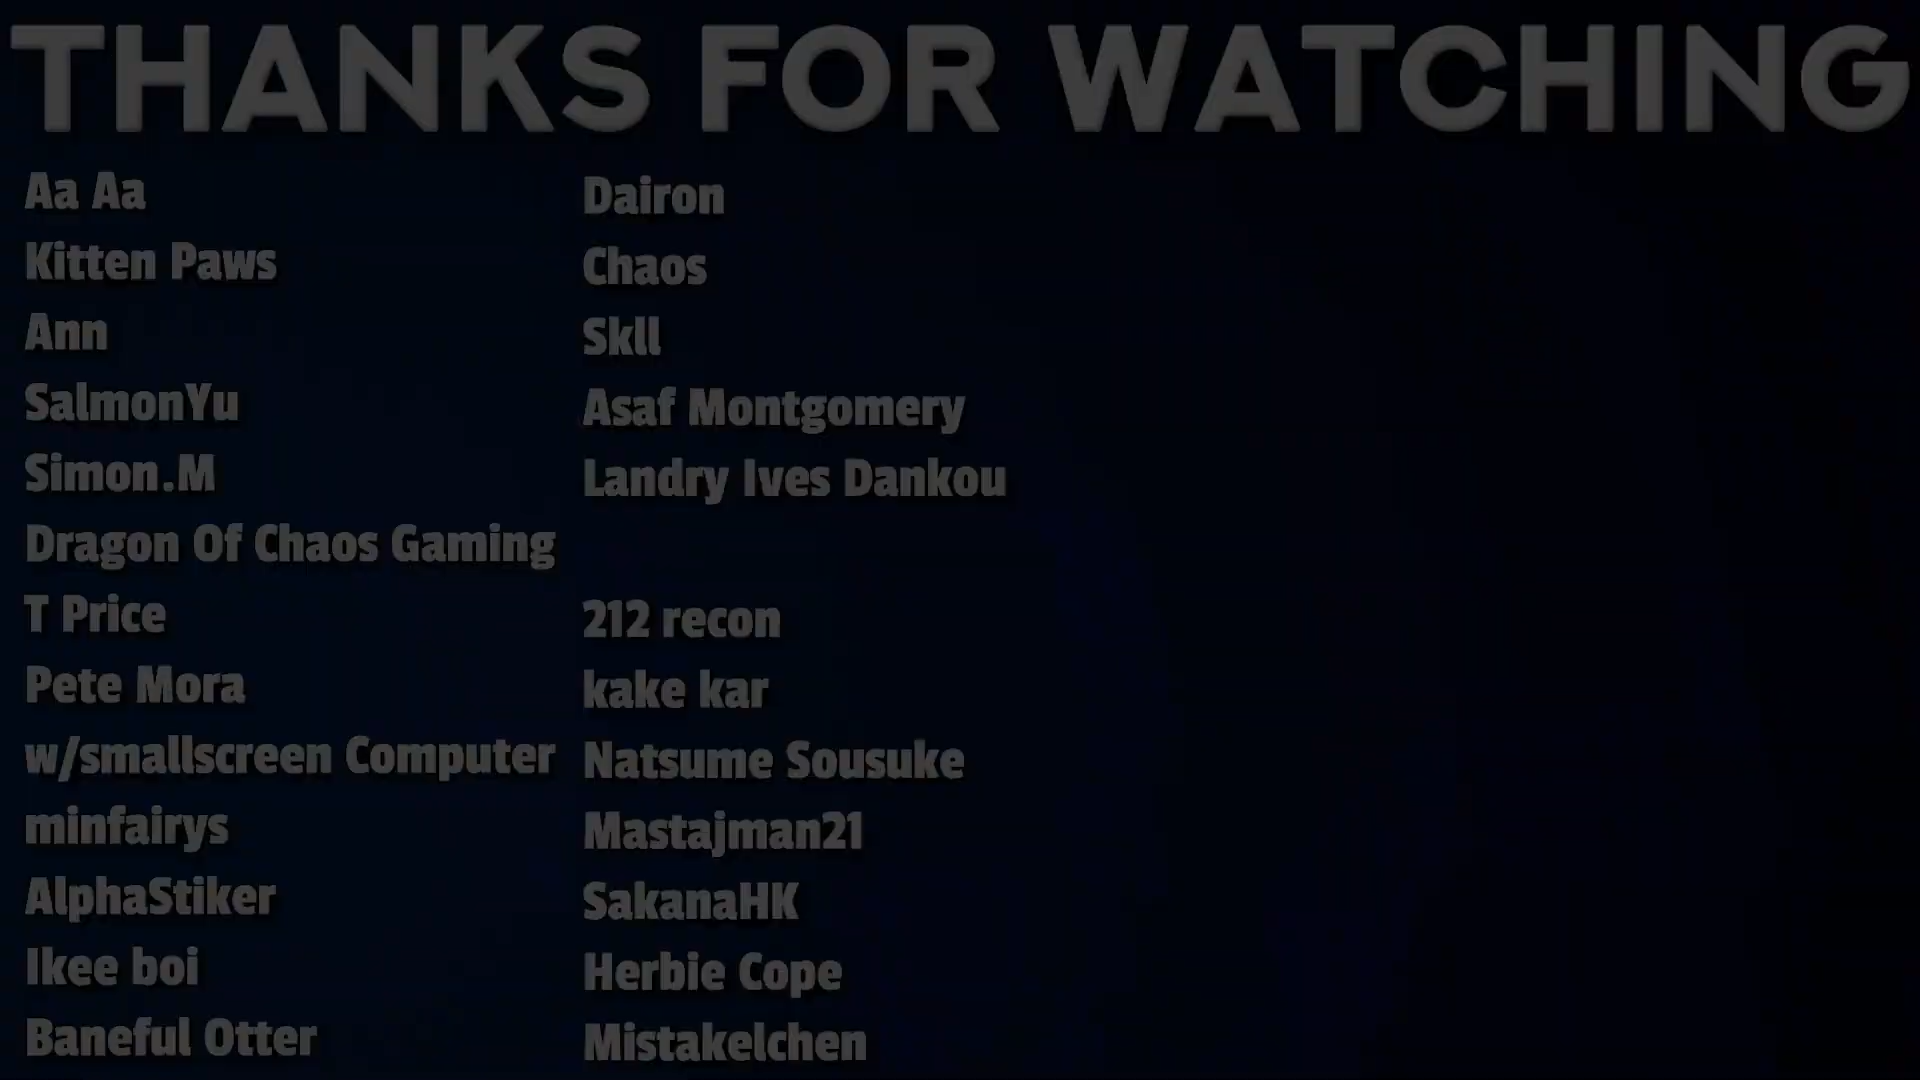 THANKS FOR WATCHING
Aa Aa
Kitten Paws
Ann
SalmonYu
Simon.M
Dragon Of Chaos Gaming
T Price
Pete Mora
w/smallscreen Computer
minfairys
AlphaStiker
Ikee boi
Baneful Otter
Dairon
Chaos
Skll
Asaf Montgomery
Landry Ives Dankou
212 recon
kake kar
Natsume Sousuke
Mastajman21
SakanaHK
Herbie Cope
Mistakelchen